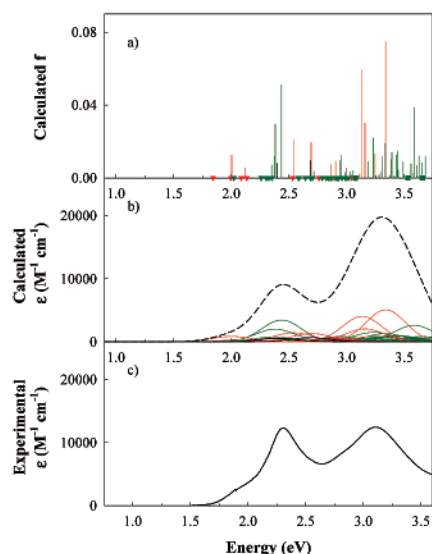 a)
Calculated f
0.08
0.04
0.00
1.0 1.5 2.0 2.5 3.0 3.5
b)
Calculated
ε (M⁻¹ cm⁻¹)
20000
10000
0
1.0 1.5 2.0 2.5 3.0 3.5
c)
Experimental
ε (M⁻¹ cm⁻¹)
20000
10000
0
1.0 1.5 2.0 2.5 3.0 3.5
Energy (eV)